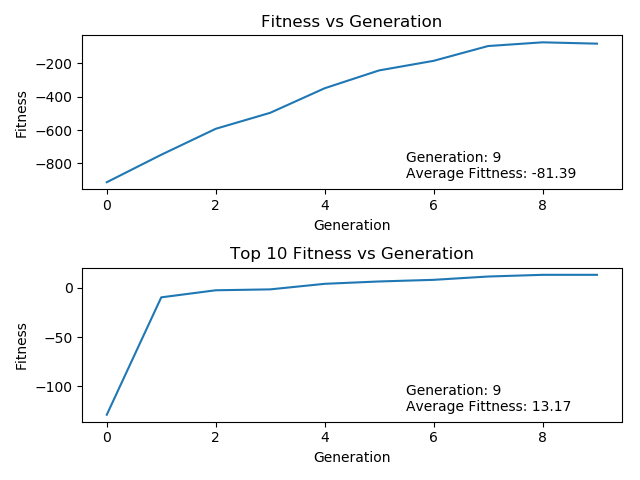 Fitness vs Generation
Fitness
−200
−400
−600
−800
Generation: 9
Average Fittness: -81.39
0 2 4 6 8
Generation
Top 10 Fitness vs Generation
Fitness
0
−50
−100
Generation: 9
Average Fittness: 13.17
0 2 4 6 8
Generation